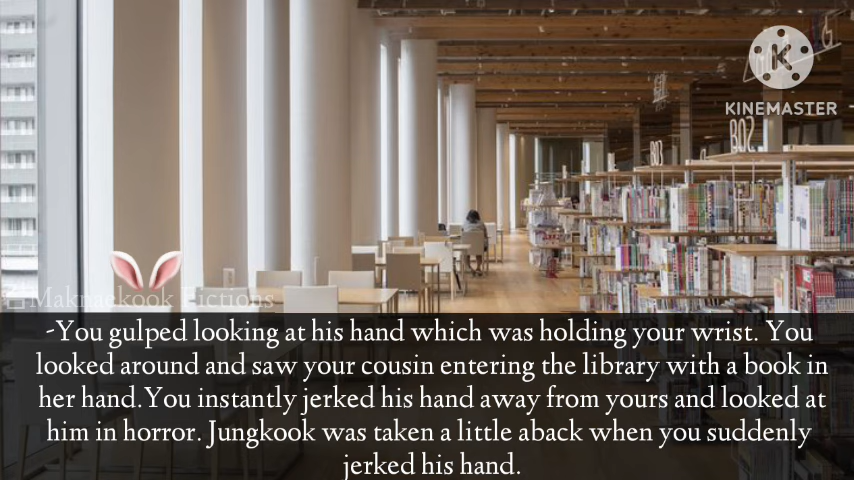 KINEMASTER
803
802
Maknaekook Fictions
-You gulped looking at his hand which was holding your wrist. You
looked around and saw your cousin entering the library with a book in
her hand.You instantly jerked his hand away from yours and looked at
him in horror. Jungkook was taken a little aback when you suddenly
jerked his hand.